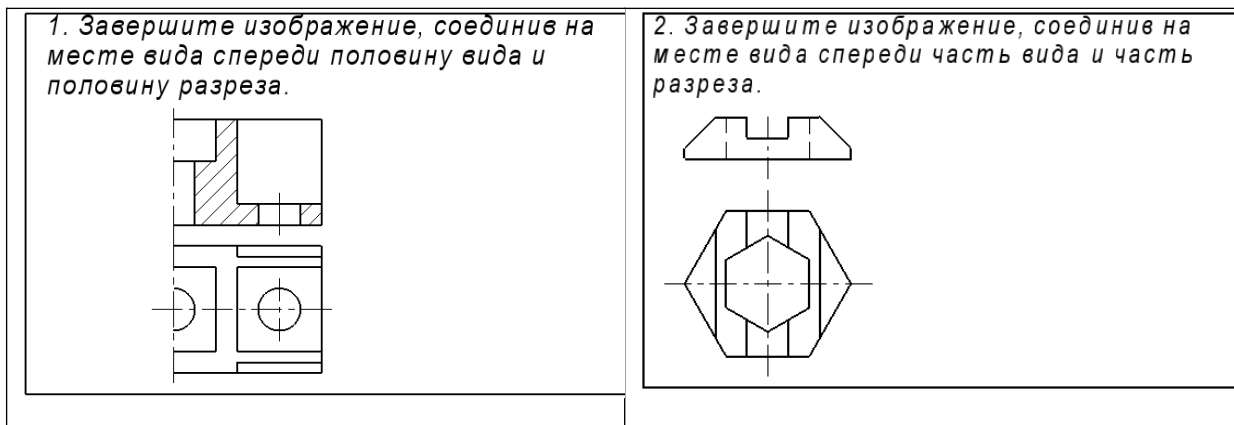 1. Завершите изображение, соединив на
месте вида спереди половину вида и
половину разреза.
2. Завершите изображение, соединив на
месте вида спереди часть вида и часть
разреза.